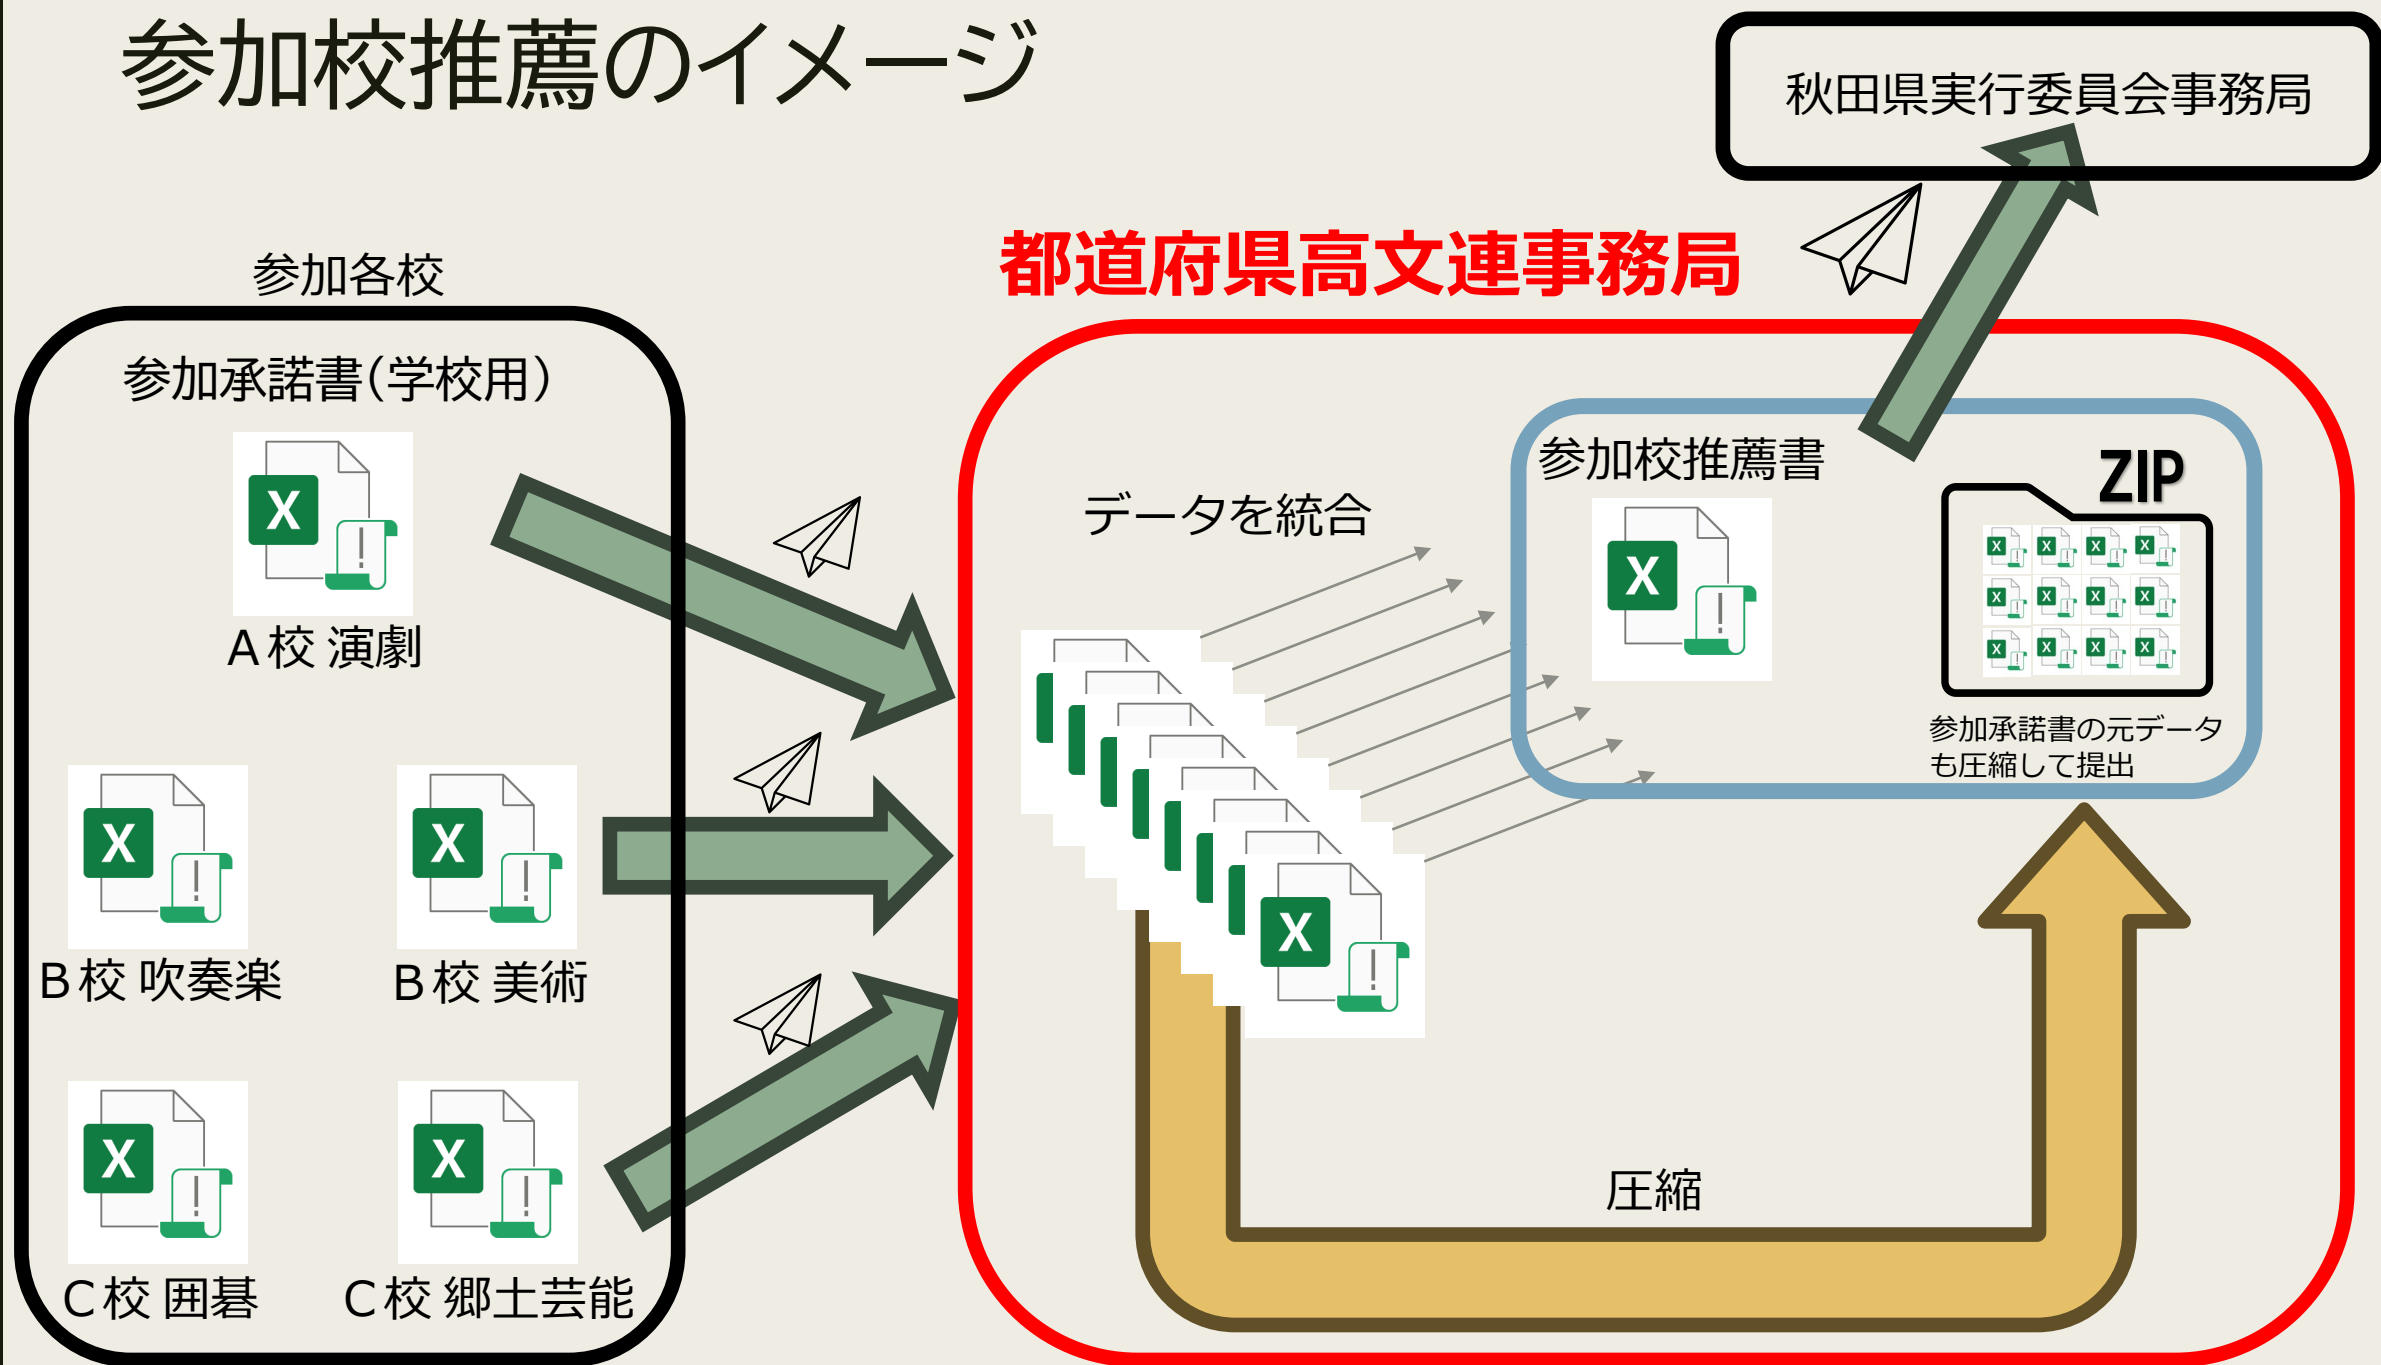 参加校推薦のイメージ
秋田県実行委員会事務局
都道府県高文連事務局
参加各校
参加承諾書（学校用）
A校 演劇
B校 吹奏楽
B校 美術
C校 囲碁
C校 郷土芸能
データを統合
参加校推薦書
ZIP
参加承諾書の元データ
も圧縮して提出
圧縮